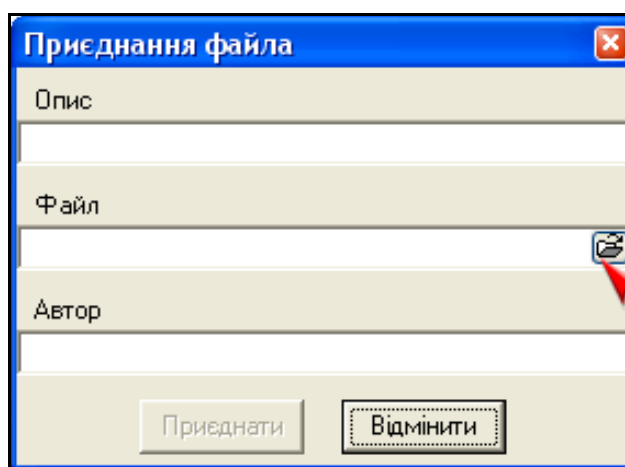 Приєднання файла
Опис
Файл
Автор
Приєднати Відмінити